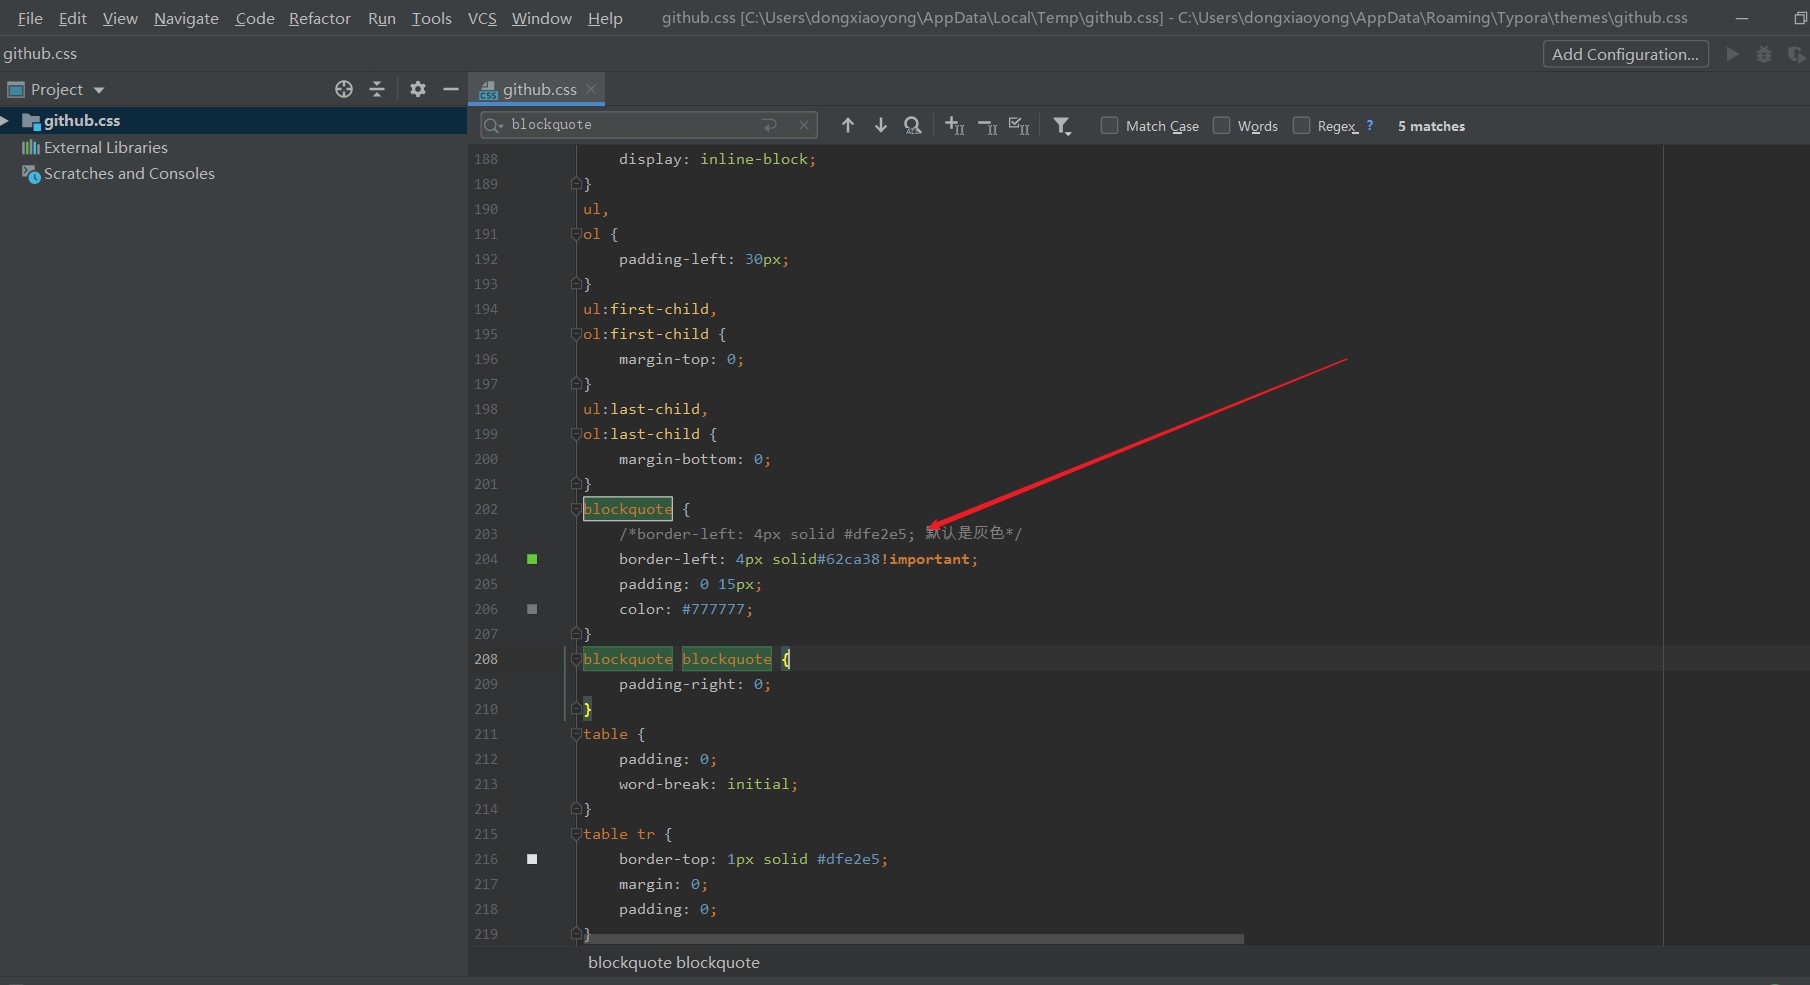 File Edit View Navigate Code Refactor Run Tools VCS Window Help github.css [C:\Users\dongxiaoyong\AppData\Local\Temp\github.css] - C:\Users\dongxiaoyong\AppData\Roaming\Typora\themes\github.css
github.css
Add Configuration...
Project
github.css
github.css
External Libraries
Scratches and Consoles
blockquote
Match Case Words Regex ? 5 matches
188 display: inline-block;
189 }
190 ul,
191 ol {
192 padding-left: 30px;
193 }
194 ul:first-child,
195 ol:first-child {
196 margin-top: 0;
197 }
198 ul:last-child,
199 ol:last-child {
200 margin-bottom: 0;
201 }
202 blockquote {
203 /*border-left: 4px solid #dfe2e5; 默认是灰色*/
204 border-left: 4px solid#62ca38!important;
205 padding: 0 15px;
206 color: #777777;
207 }
208 blockquote blockquote {
209 padding-right: 0;
210 }
211 table {
212 padding: 0;
213 word-break: initial;
214 }
215 table tr {
216 border-top: 1px solid #dfe2e5;
217 margin: 0;
218 padding: 0;
219 }
blockquote blockquote